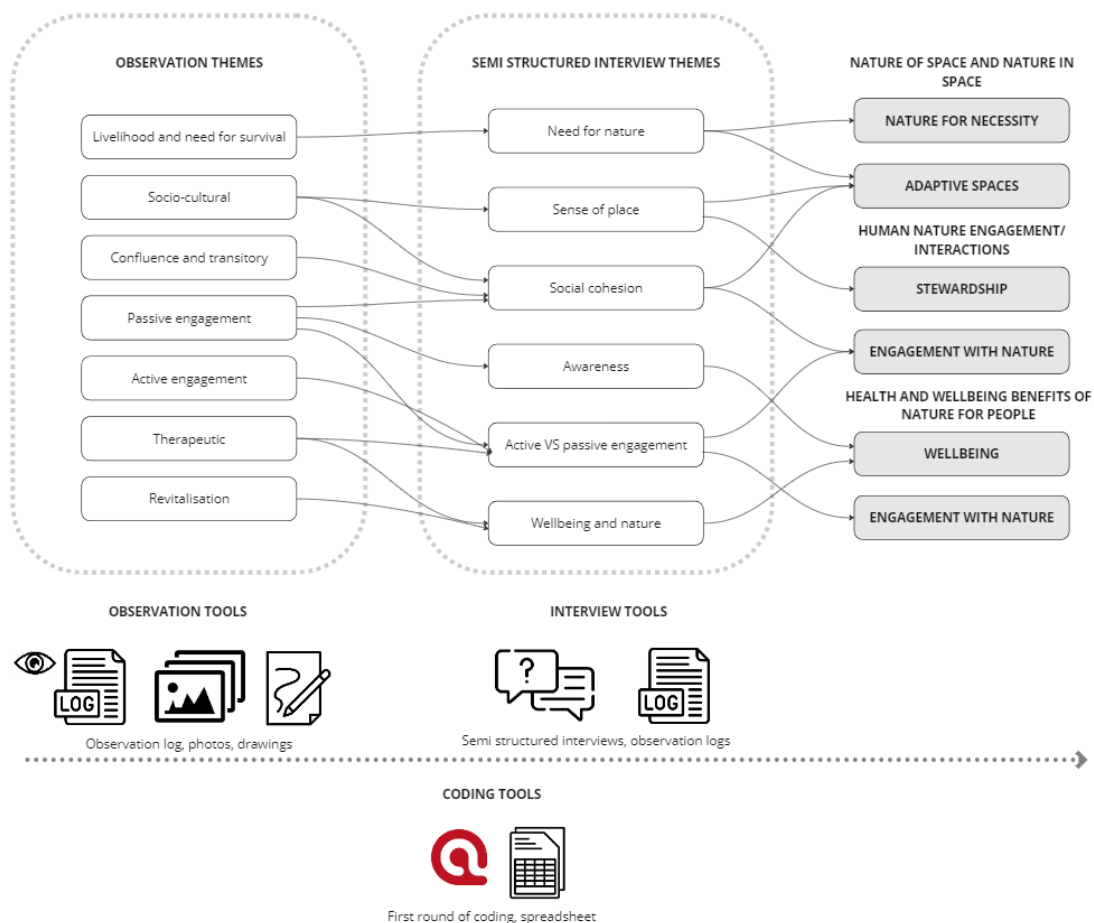 OBSERVATION THEMES
Livelihood and need for survival
Socio-cultural
Confluence and transitory
Passive engagement
Active engagement
Therapeutic
Revitalisation
SEMI STRUCTURED INTERVIEW THEMES
Need for nature
Sense of place
Social cohesion
Awareness
Active VS passive engagement
Wellbeing and nature
NATURE OF SPACE AND NATURE IN
SPACE
NATURE FOR NECESSITY
ADAPTIVE SPACES
HUMAN NATURE ENGAGEMENT/
INTERACTIONS
STEWARDSHIP
ENGAGEMENT WITH NATURE
HEALTH AND WELLBEING BENEFITS OF
NATURE FOR PEOPLE
WELLBEING
ENGAGEMENT WITH NATURE
OBSERVATION TOOLS
LOG
Observation log, photos, drawings
INTERVIEW TOOLS
?
LOG
Semi structured interviews, observation logs
CODING TOOLS
First round of coding, spreadsheet